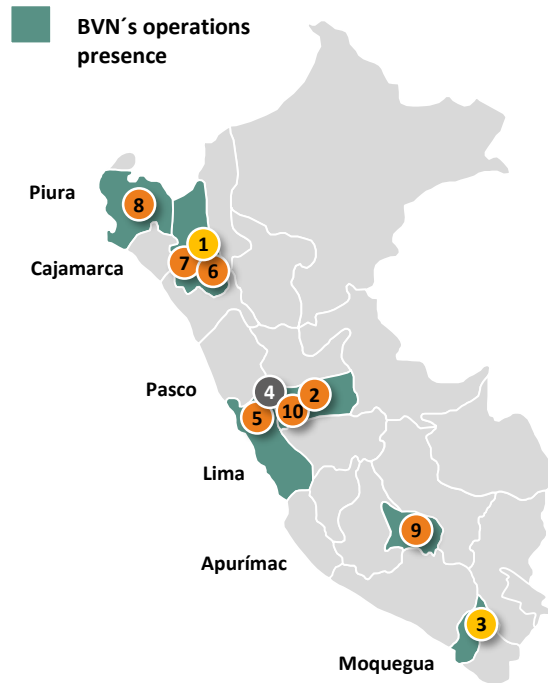 BVN´s operations
presence
Piura
8
1
Cajamarca
7
6
Pasco
4
2
5
10
Lima
9
Apurímac
3
Moquegua